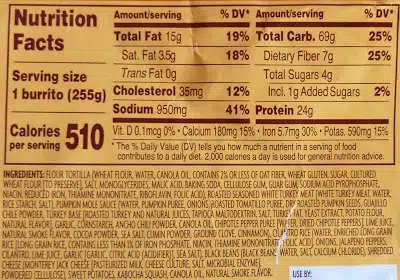 Nutrition
Facts
Serving size
1 burrito (255g)
Calories
per serving 510
Amount/serving % DV*
Total Fat 15g 19%
Sat. Fat 3.5g 18%
Trans Fat 0g
Cholesterol 35mg 12%
Sodium 950mg 41%
Amount/serving % DV*
Total Carb. 69g 25%
Dietary Fiber 7g 25%
Total Sugars 4g
Incl. 1g Added Sugars 2%
Protein 24g
Vit. D 0.1mcg 0% • Calcium 180mg 15% • Iron 5.7mg 30% • Potas. 590mg 15%
* The % Daily Value (DV) tells you how much a nutrient in a serving of food
contributes to a daily diet. 2,000 calories a day is used for general nutrition advice.
INGREDIENTS: FLOUR TORTILLA (WHEAT FLOUR, WATER, CANOLA OIL, CONTAINS 2% OR LESS OF OAT FIBER, WHEAT GLUTEN, SUGAR, CULTURED
WHEAT FLOUR [TO PRESERVE], SALT, MONOGLYCERIDES, MALIC ACID, BAKING SODA, CELLULOSE GUM, GUAR GUM, SODIUM ACID PYROPHOSPHATE,
NIACIN, REDUCED IRON, THIAMINE MONONITRATE, RIBOFLAVIN, FOLIC ACID), ROASTED SEASONED WHITE TURKEY MEAT (WHITE TURKEY MEAT, WATER,
RICE STARCH, SALT), PUMPKIN MOLE SAUCE (WATER, PUMPKIN PUREE, ONIONS, ROASTED TOMATILLO PUREE, DRY ROASTED PUMPKIN SEEDS, GUAJILLO
CHILE POWDER, TURKEY BASE [ROASTED TURKEY AND NATURAL JUICES, TAPIOCA MALTODEXTRIN, SALT, TURKEY FAT, YEAST EXTRACT, POTATO FLOUR,
NATURAL FLAVOR], GARLIC, CORNSTARCH, ANCHO CHILE POWDER, CANOLA OIL, CHIPOTLE PEPPER PUREE [WATER, DRIED CHIPOTLE PEPPERS], LIME JUICE,
SALT, NATURAL SMOKE FLAVOR, COCOA POWDER, SEA SALT, CUMIN POWDER, GROUND CLOVE, CINNAMON), COOKED RICE (WATER, ENRICHED LONG GRAIN
RICE [LONG GRAIN RICE, CONTAINS LESS THAN 1% OF IRON PHOSPHATE, NIACIN, THIAMINE MONONITRATE, FOLIC ACID], ONIONS, JALAPENO PEPPERS,
CILANTRO, LIME JUICE, GARLIC [GARLIC, CITRIC ACID (ACIDIFIER)], SEA SALT), BLACK BEANS (BLACK BEANS, WATER, SALT, CALCIUM CHLORIDE), SHREDDED
CHEESE (MONTEREY JACK CHEESE [PASTEURIZED MILK, CHEESE CULTURE, SALT, MICROBIAL ENZYME],
POWDERED CELLULOSE), SWEET POTATOES, KABOCHA SQUASH, CANOLA OIL, NATURAL SMOKE FLAVOR.
USE BY: